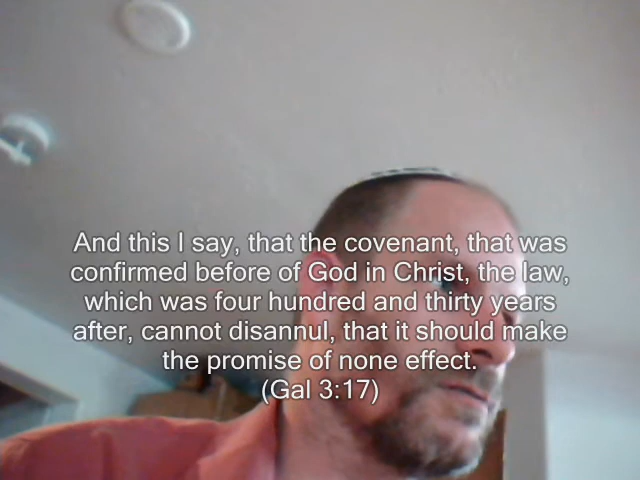 And this I say, that the covenant, that was
confirmed before of God in Christ, the law,
which was four hundred and thirty years
after, cannot disannul, that it should make
the promise of none effect.
(Gal 3:17)